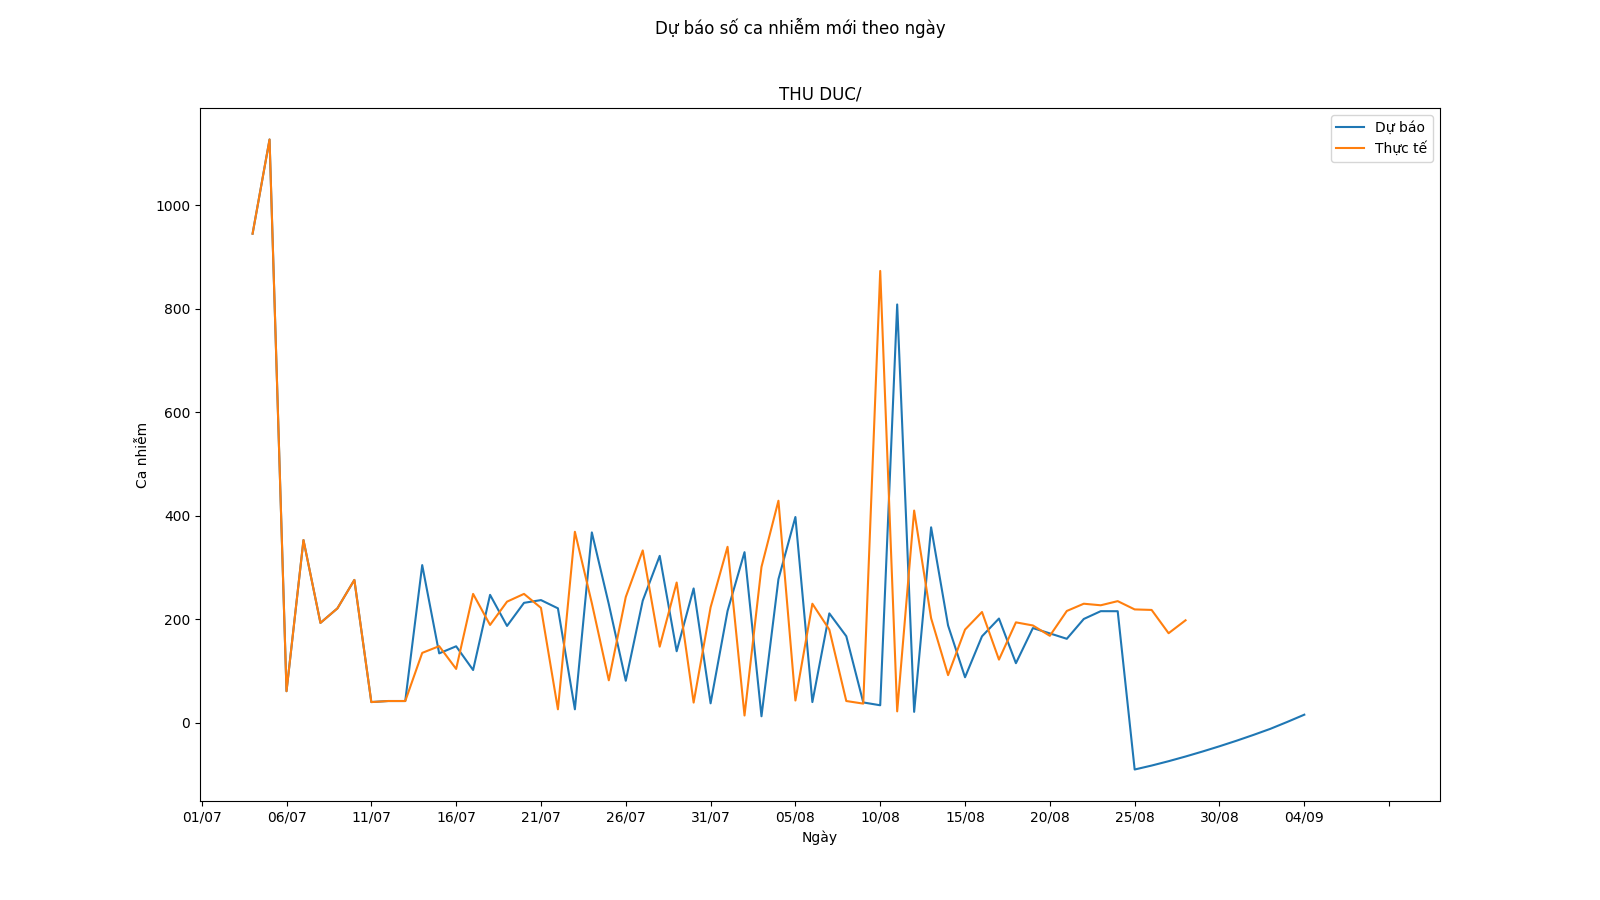 Dự báo số ca nhiễm mới theo ngày
THU DUC/
Dự báo
Thực tế
1000
800
600
400
200
0
Ca nhiễm
01/07 06/07 11/07 16/07 21/07 26/07 31/07 05/08 10/08 15/08 20/08 25/08 30/08 04/09
Ngày